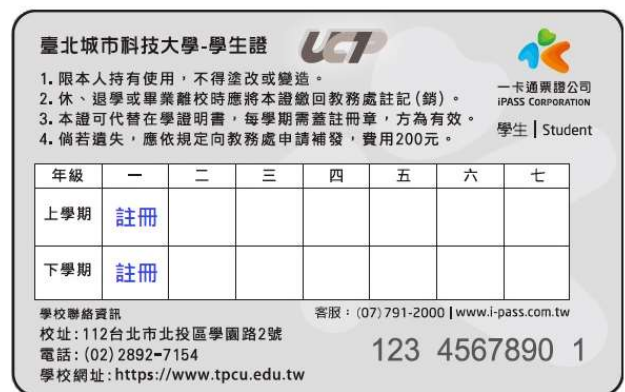 臺北城市科技大學-學生證 UCT
1. 限本人持有使用,不得塗改或變造。
2. 休、退學或畢業離校時應將本證繳回教務處註記(銷)。
3. 本證可代替在學證明書,每學期需蓋註冊章,方為有效。
4. 倘若遺失,應依規定向教務處申請補發,費用200元。
一卡通票證公司
iPASS CORPORATION
學生 | Student
年級 一 二 三 四 五 六 七
上學期 註冊
下學期 註冊
學校聯絡資訊
客服:(07)791-2000 | www.i-pass.com.tw
校址:112台北市北投區學園路2號
電話:(02)2892-7154
學校網址:https://www.tpcu.edu.tw
123 4567890 1